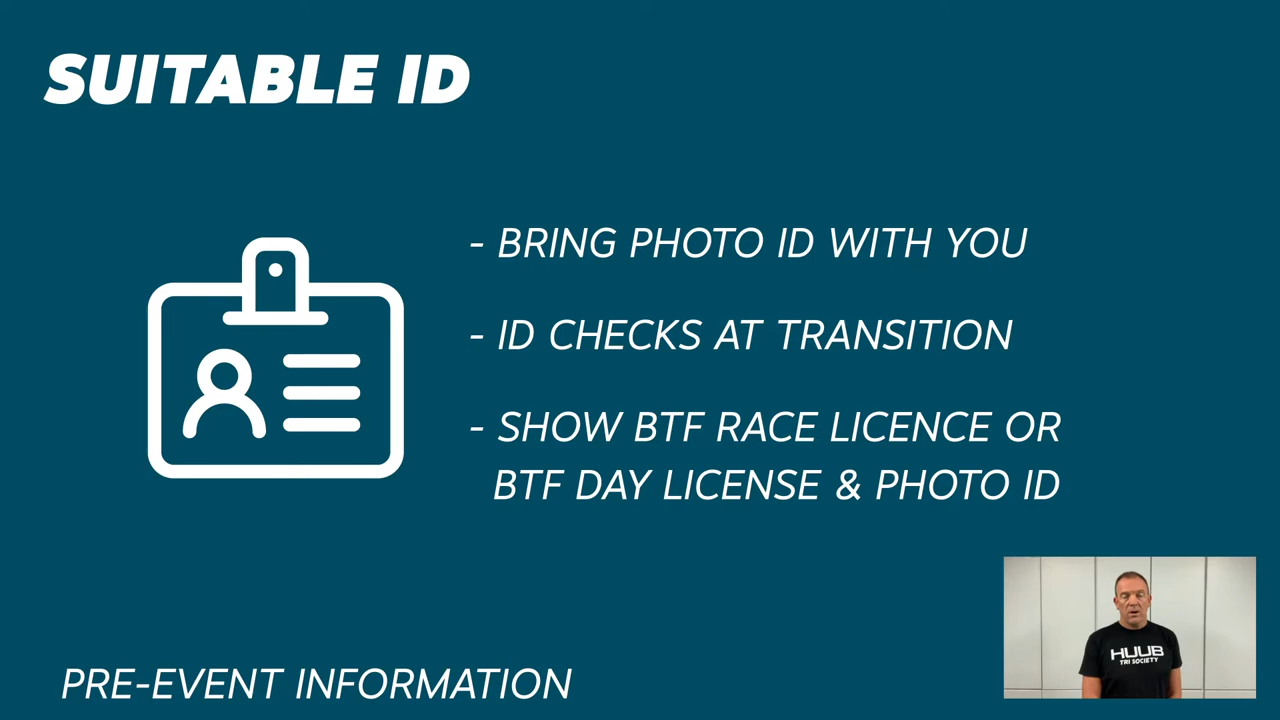 SUITABLE ID
- BRING PHOTO ID WITH YOU
- ID CHECKS AT TRANSITION
- SHOW BTF RACE LICENCE OR
BTF DAY LICENSE & PHOTO ID
HUUB
TRI SOCIETY
PRE-EVENT INFORMATION